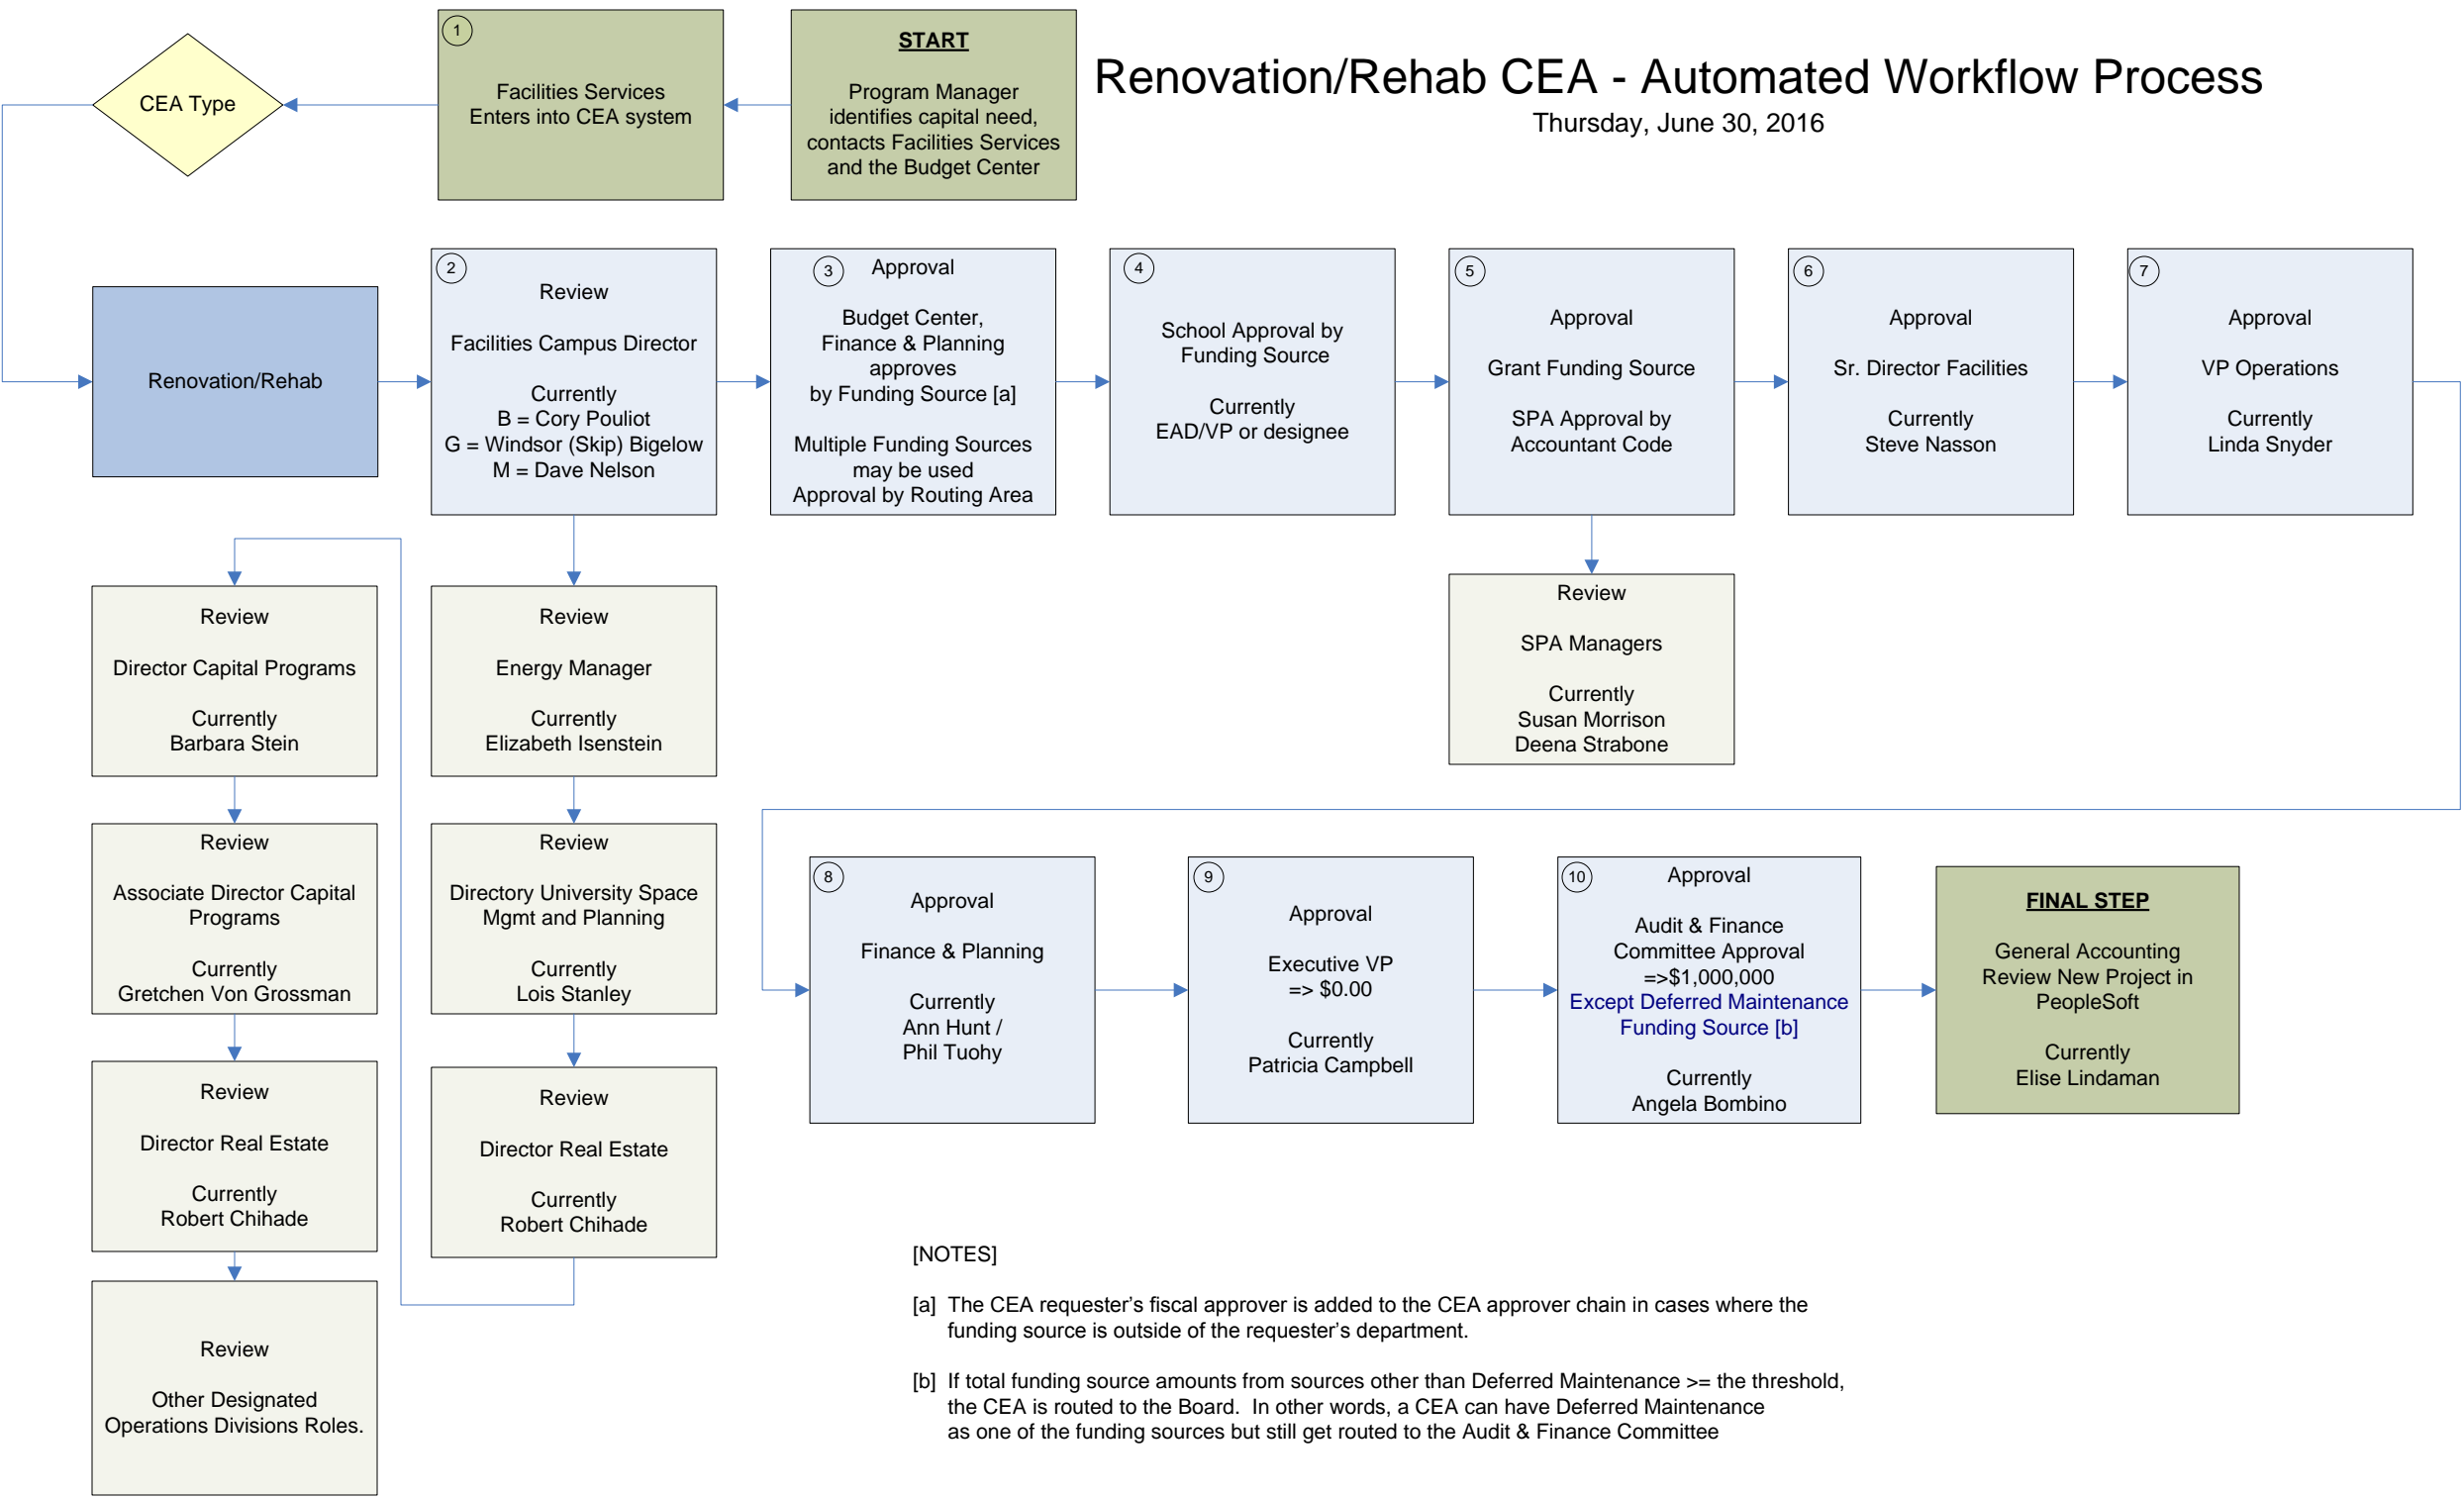 Renovation/Rehab CEA - Automated Workflow Process
Thursday, June 30, 2016
START
Program Manager
identifies capital need,
contacts Facilities Services
and the Budget Center
1
Facilities Services
Enters into CEA system
CEA Type
Renovation/Rehab
2
Review
Facilities Campus Director
Currently
B = Cory Pouliot
G = Windsor (Skip) Bigelow
M = Dave Nelson
3
Approval
Budget Center,
Finance & Planning
approves
by Funding Source [a]
Multiple Funding Sources
may be used
Approval by Routing Area
4
School Approval by
Funding Source
Currently
EAD/VP or designee
5
Approval
Grant Funding Source
SPA Approval by
Accountant Code
6
Approval
Sr. Director Facilities
Currently
Steve Nasson
7
Approval
VP Operations
Currently
Linda Snyder
Review
Energy Manager
Currently
Elizabeth Isenstein
Review
Directory University Space
Mgmt and Planning
Currently
Lois Stanley
Review
Director Real Estate
Currently
Robert Chihade
Review
Director Capital Programs
Currently
Barbara Stein
Review
Associate Director Capital
Programs
Currently
Gretchen Von Grossman
Review
Director Real Estate
Currently
Robert Chihade
Review
Other Designated
Operations Divisions Roles.
Review
SPA Managers
Currently
Susan Morrison
Deena Strabone
8
Approval
Finance & Planning
Currently
Ann Hunt /
Phil Tuohy
9
Approval
Executive VP
=> $0.00
Currently
Patricia Campbell
10
Approval
Audit & Finance
Committee Approval
=>$1,000,000
Except Deferred Maintenance
Funding Source [b]
Currently
Angela Bombino
FINAL STEP
General Accounting
Review New Project in
PeopleSoft
Currently
Elise Lindaman
[NOTES]
[a] The CEA requester's fiscal approver is added to the CEA approver chain in cases where the
funding source is outside of the requester's department.
[b] If total funding source amounts from sources other than Deferred Maintenance >= the threshold,
the CEA is routed to the Board. In other words, a CEA can have Deferred Maintenance
as one of the funding sources but still get routed to the Audit & Finance Committee